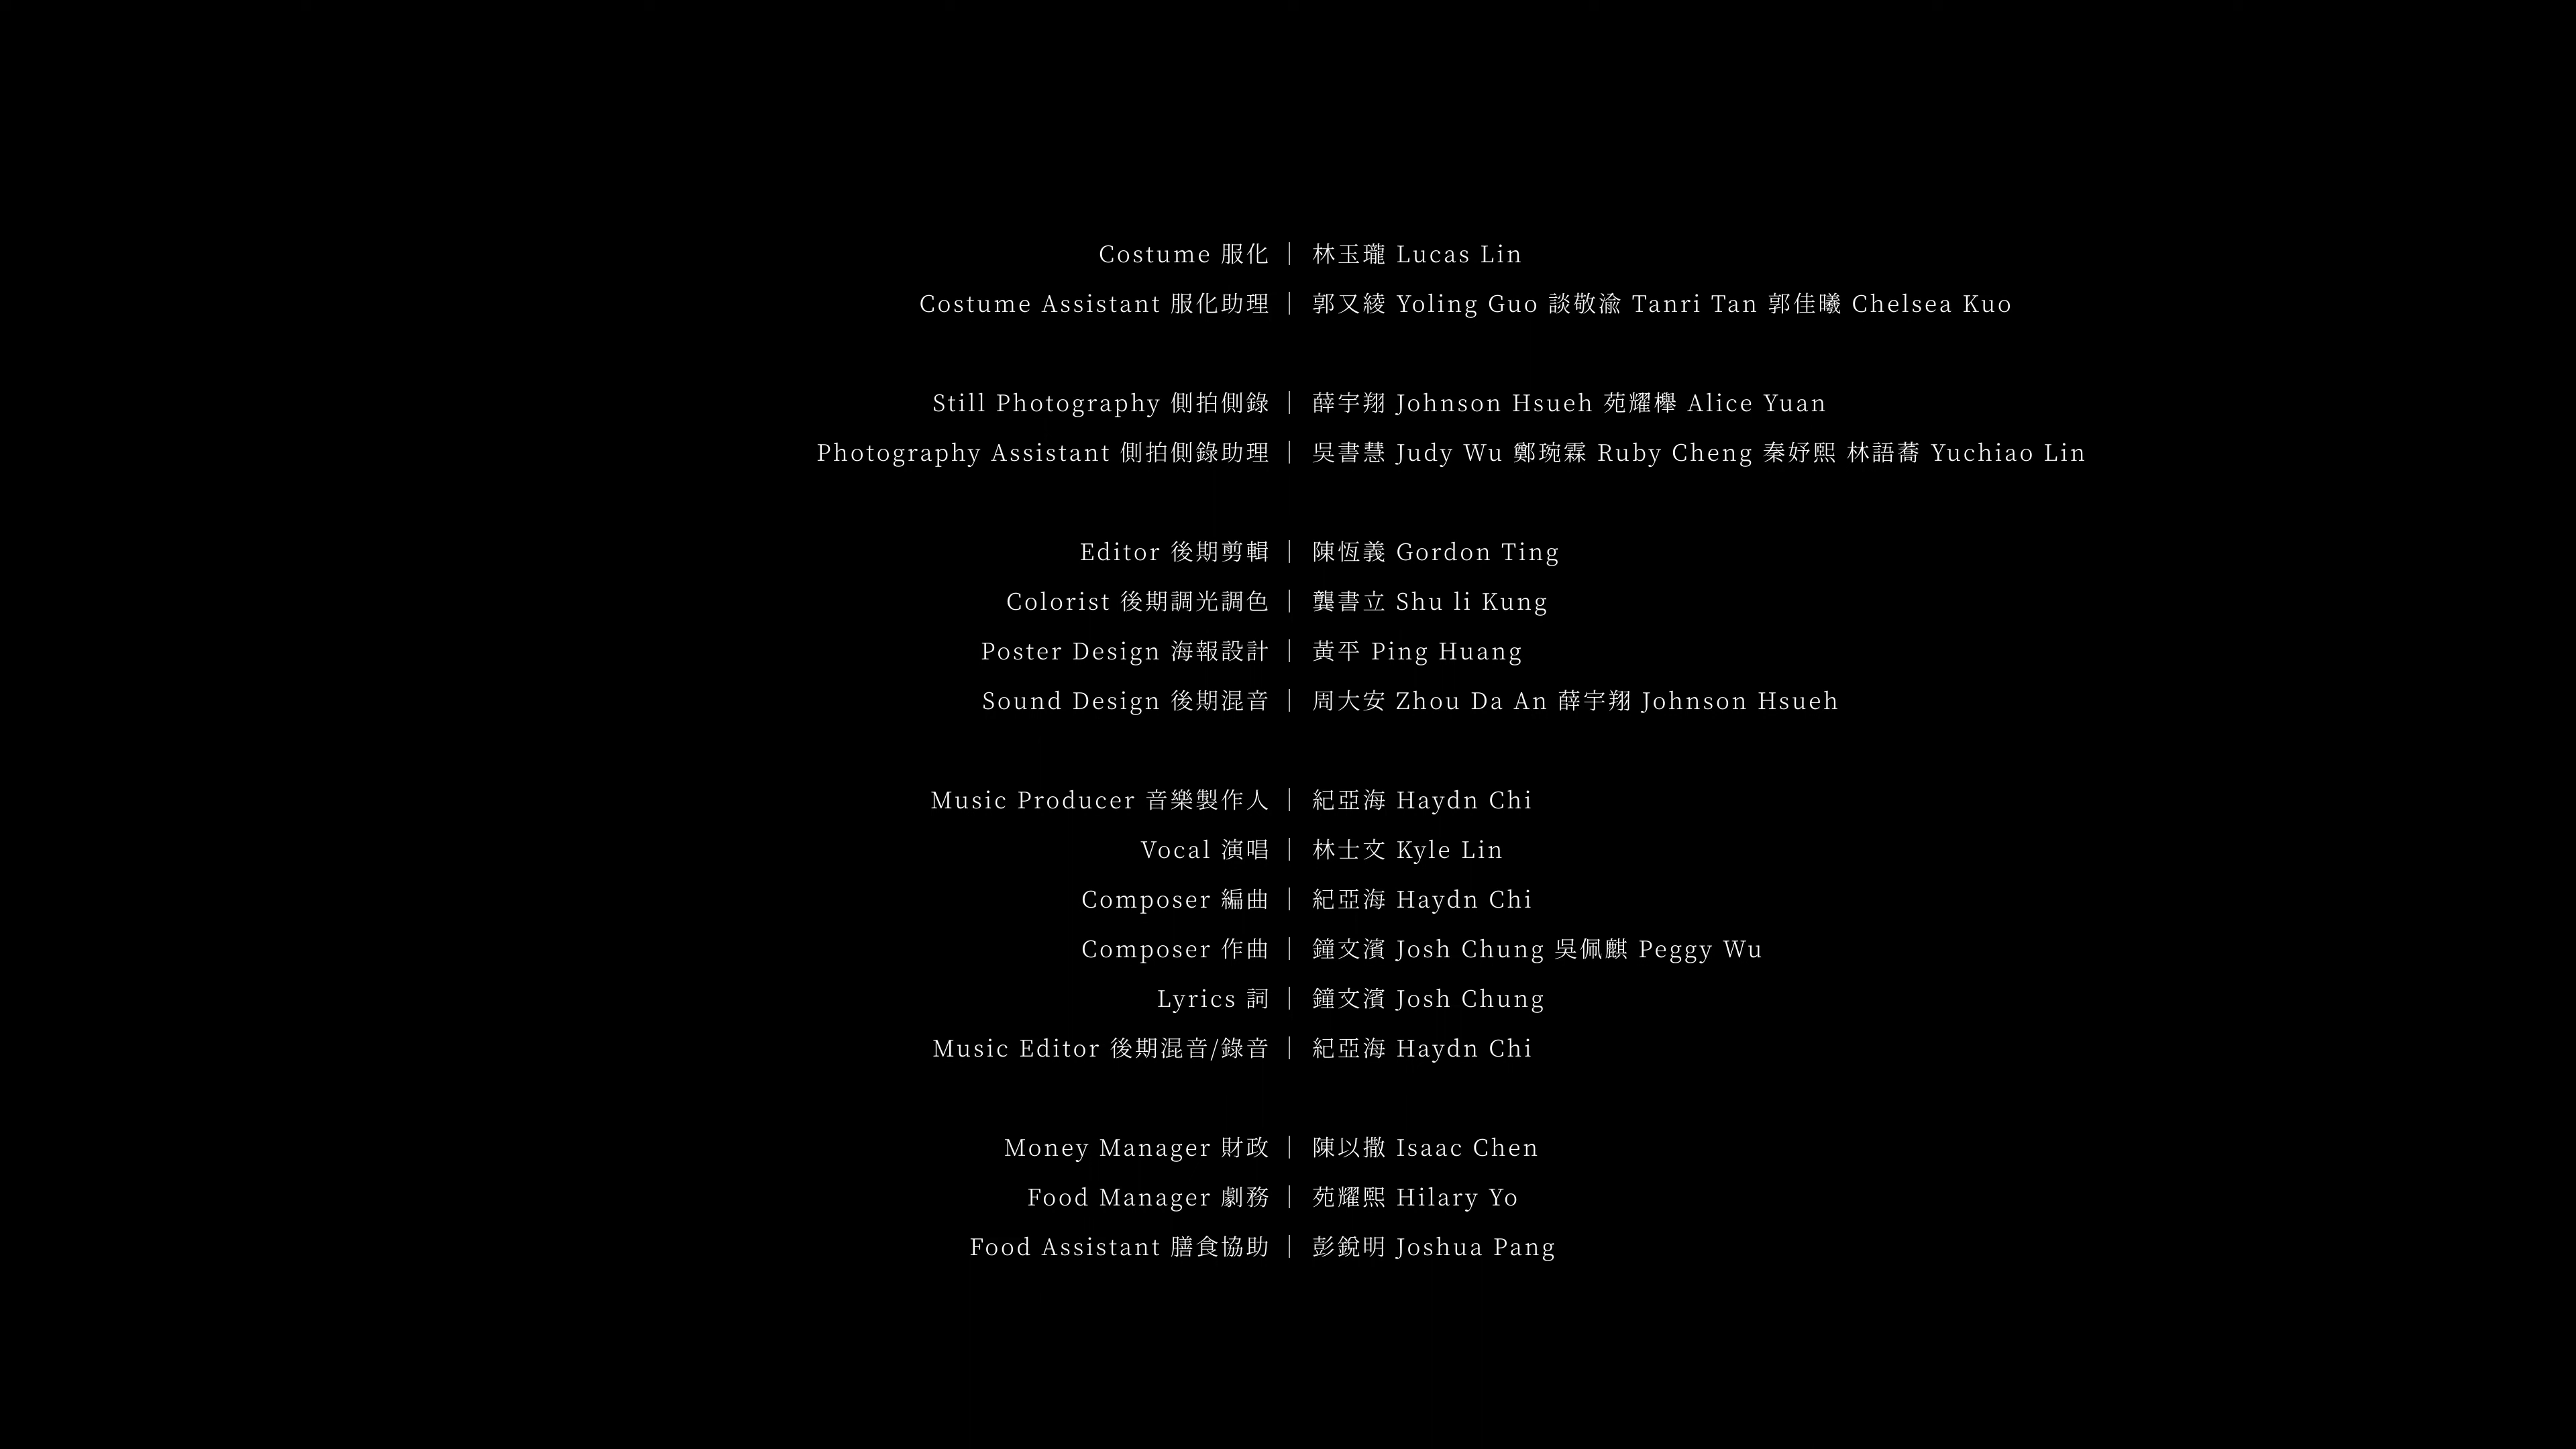 Costume 服化 | 林玉瓏 Lucas Lin
Costume Assistant 服化助理 | 郭又綾 Yoling Guo 談敬渝 Tanri Tan 郭佳曦 Chelsea Kuo
Still Photography 側拍側錄 | 薛宇翔 Johnson Hsueh 苑耀櫸 Alice Yuan
Photography Assistant 側拍側錄助理 | 吳書慧 Judy Wu 鄭琬霖 Ruby Cheng 秦妤熙 林語蕎 Yuchiao Lin
Editor 後期剪輯 | 陳恆義 Gordon Ting
Colorist 後期調光調色 | 龔書立 Shu li Kung
Poster Design 海報設計 | 黃平 Ping Huang
Sound Design 後期混音 | 周大安 Zhou Da An 薛宇翔 Johnson Hsueh
Music Producer 音樂製作人 | 紀亞海 Haydn Chi
Vocal 演唱 | 林士文 Kyle Lin
Composer 編曲 | 紀亞海 Haydn Chi
Composer 作曲 | 鐘文濱 Josh Chung 吳佩麒 Peggy Wu
Lyrics 詞 | 鐘文濱 Josh Chung
Music Editor 後期混音/錄音 | 紀亞海 Haydn Chi
Money Manager 財政 | 陳以撒 Isaac Chen
Food Manager 劇務 | 苑耀熙 Hilary Yo
Food Assistant 膳食協助 | 彭銳明 Joshua Pang